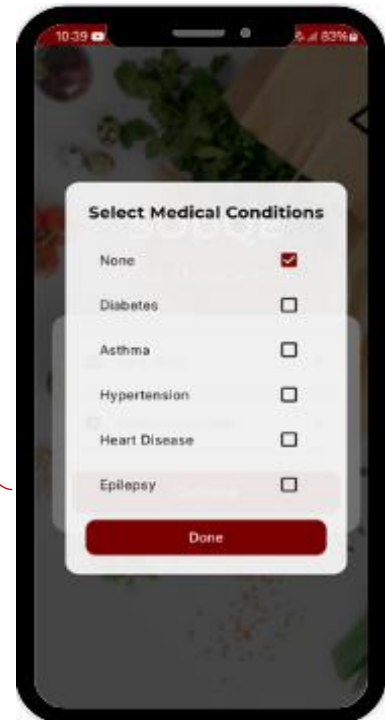 10:39 83%
Select Medical Conditions
None
Diabetes
Asthma
Hypertension
Heart Disease
Epilepsy
Done